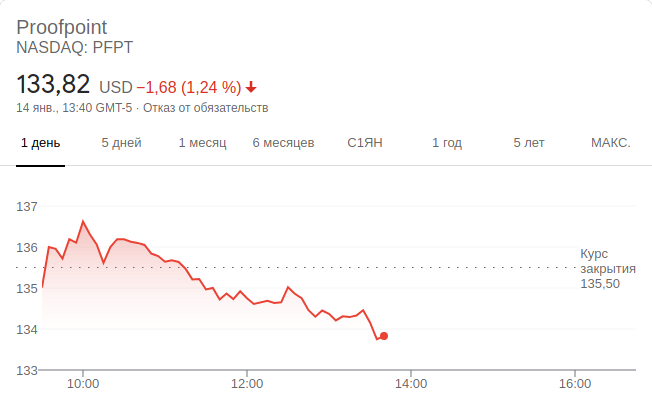 Proofpoint
NASDAQ: PFPT
133,82 USD −1,68 (1,24 %)
14 янв., 13:40 GMT-5 · Отказ от обязательств
1 день 5 дней 1 месяц 6 месяцев С1ЯН 1 год 5 лет МАКС.
137
136
135
134
133
Курс
закрытия
135,50
10:00 12:00 14:00 16:00